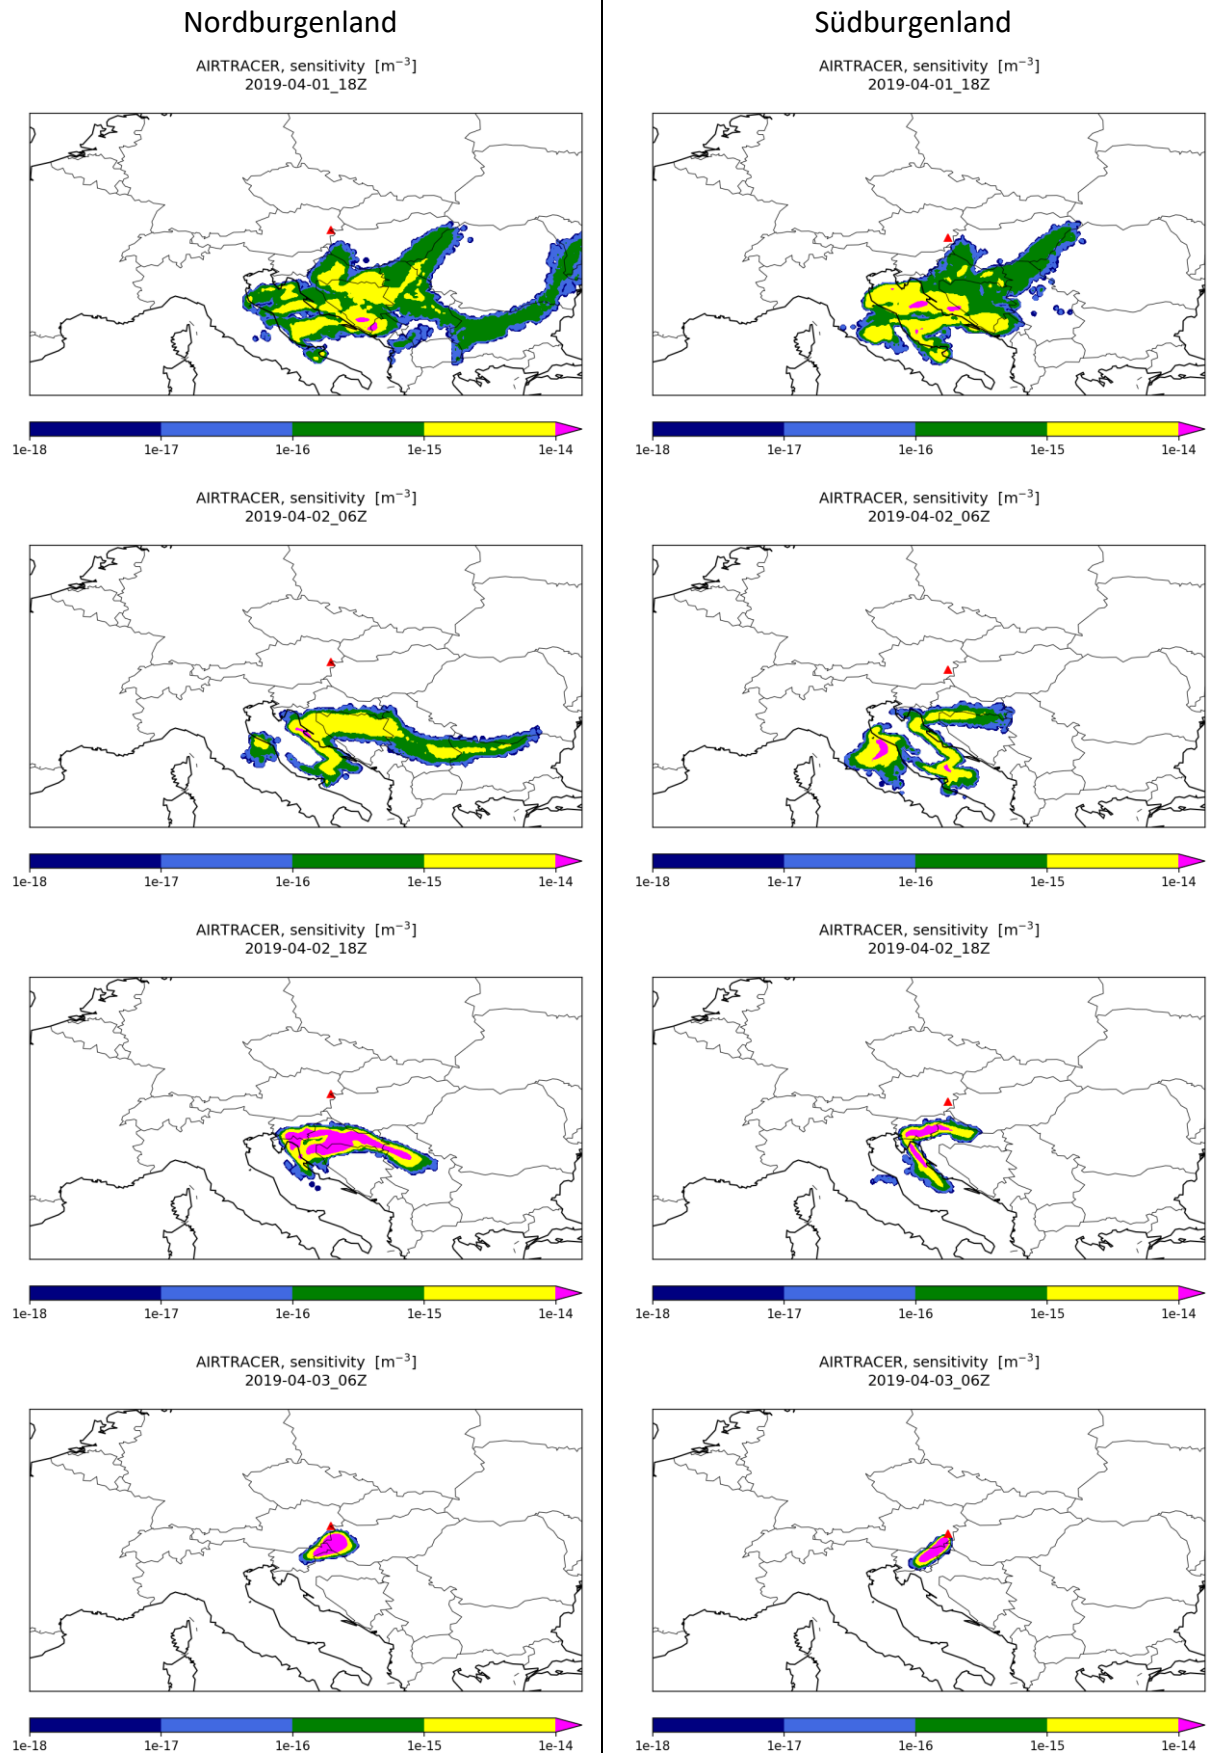 Nordburgenland
Südburgenland
AIRTRACER, sensitivity [m⁻³]
2019-04-01_18Z
AIRTRACER, sensitivity [m⁻³]
2019-04-01_18Z
1e-18 1e-17 1e-16 1e-15 1e-14
1e-18 1e-17 1e-16 1e-15 1e-14
AIRTRACER, sensitivity [m⁻³]
2019-04-02_06Z
AIRTRACER, sensitivity [m⁻³]
2019-04-02_06Z
1e-18 1e-17 1e-16 1e-15 1e-14
1e-18 1e-17 1e-16 1e-15 1e-14
AIRTRACER, sensitivity [m⁻³]
2019-04-02_18Z
AIRTRACER, sensitivity [m⁻³]
2019-04-02_18Z
1e-18 1e-17 1e-16 1e-15 1e-14
1e-18 1e-17 1e-16 1e-15 1e-14
AIRTRACER, sensitivity [m⁻³]
2019-04-03_06Z
AIRTRACER, sensitivity [m⁻³]
2019-04-03_06Z
1e-18 1e-17 1e-16 1e-15 1e-14
1e-18 1e-17 1e-16 1e-15 1e-14